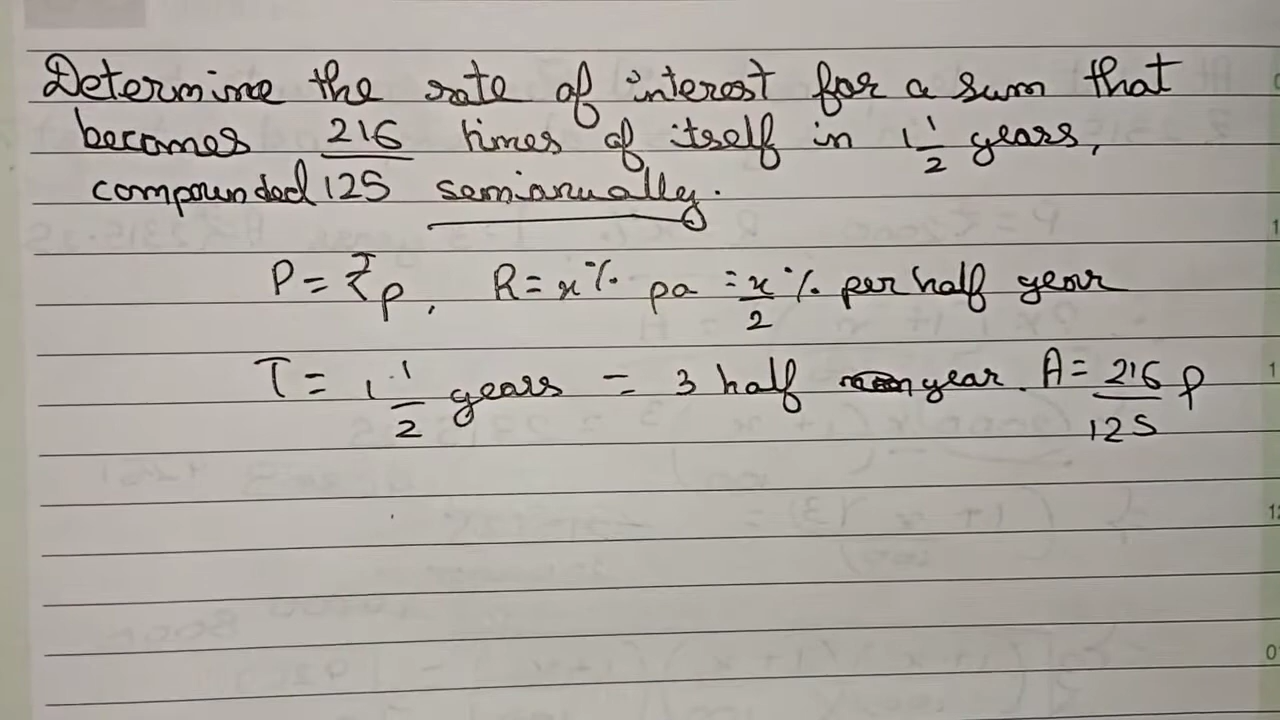 Determine the rate of interest for a sum that
becomes 216/125 times of itself in 1 1/2 years,
compounded semianually.
P = ₹p, R = x% pa = x/2 % per half year
T = 1 1/2 years = 3 half year. A = 216/125 p